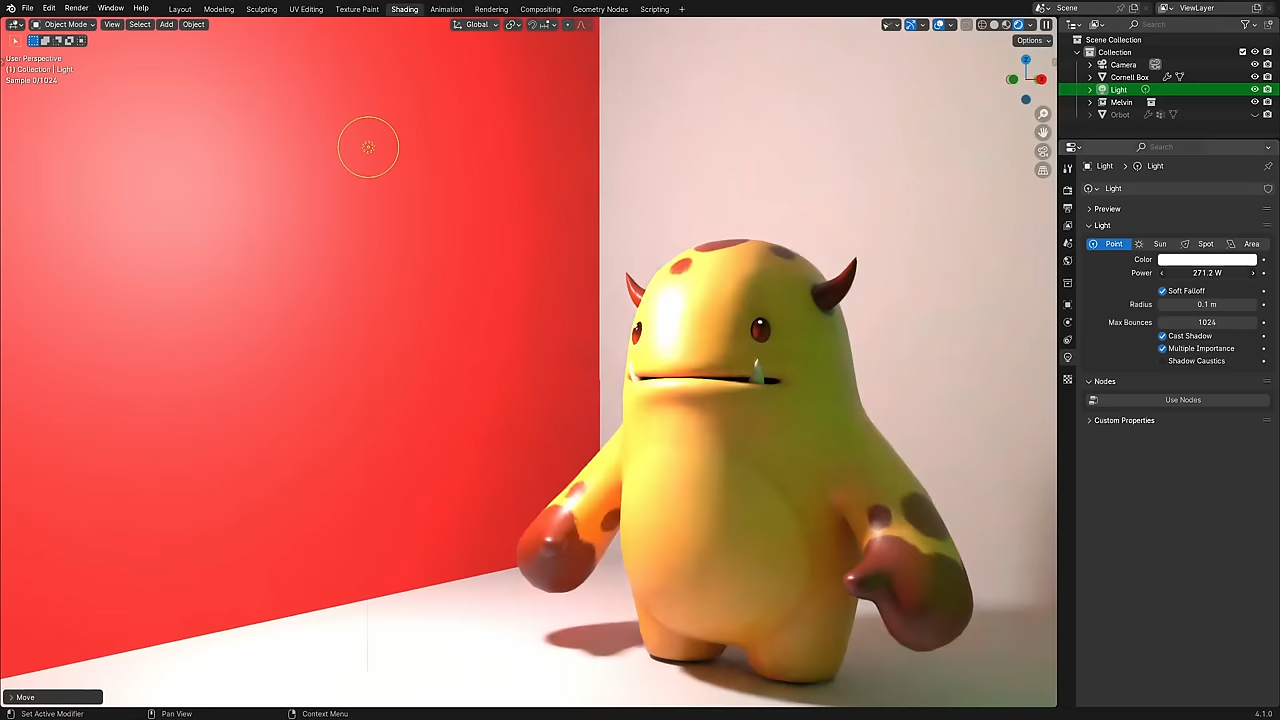 File Edit Render Window Help Layout Modeling Sculpting UV Editing Texture Paint Shading Animation Rendering Compositing Geometry Nodes Scripting + Scene ViewLayer
Object Mode View Select Add Object Global
Options
User Perspective
(1) Collection | Light
Sample 0/1024
Z
Search
Scene Collection
Collection
Camera
Cornell Box
Light
Melvin
Orbot
Search
Light > Light
Light
Preview
Light
Point Sun Spot Area
Color
Power 271.2 W
Soft Falloff
Radius 0.1 m
Max Bounces 1024
Cast Shadow
Multiple Importance
Shadow Caustics
Nodes
Use Nodes
Custom Properties
Move
Set Active Modifier Pan View Context Menu 4.1.0